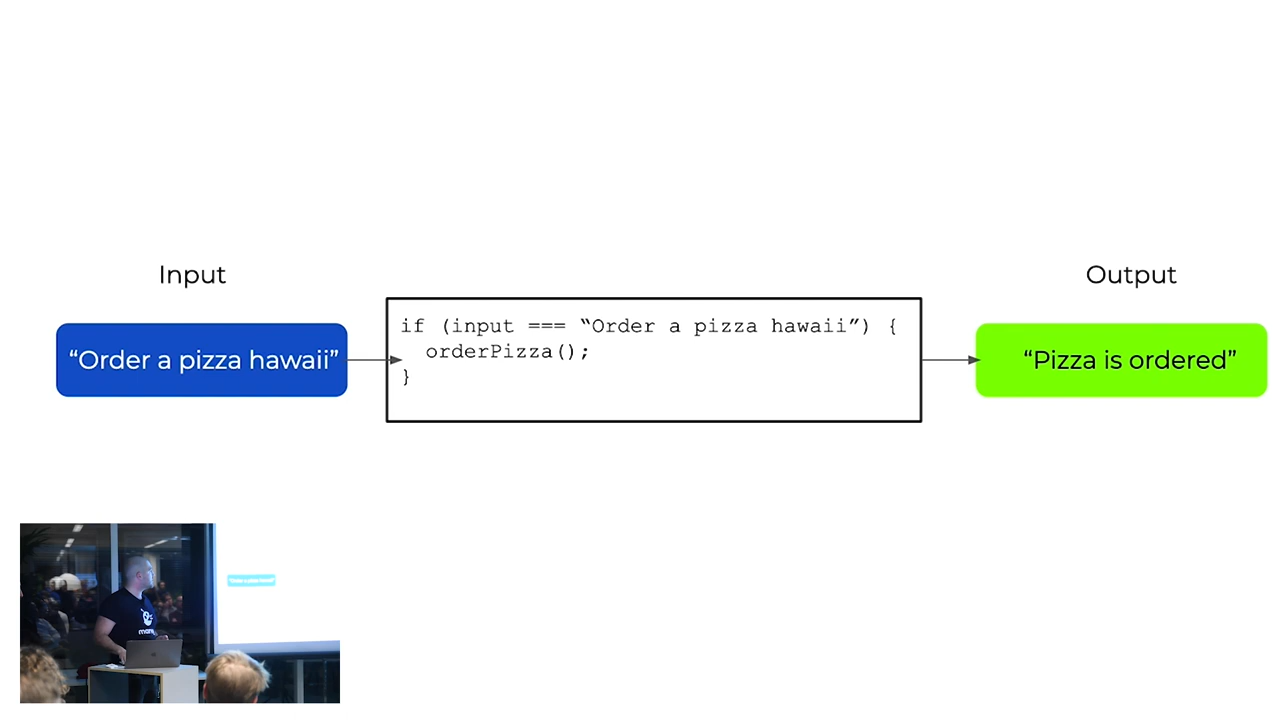 Input
Output
“Order a pizza hawaii”
if (input === “Order a pizza hawaii”) {
orderPizza();
}
“Pizza is ordered”